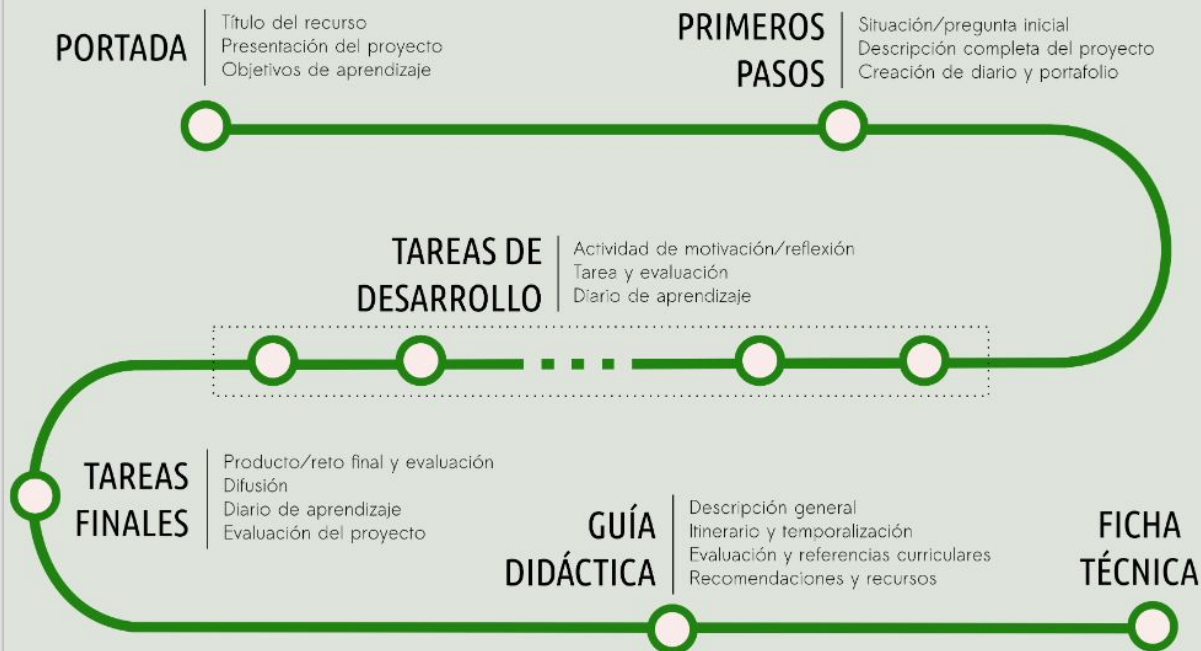 PORTADA
Título del recurso
Presentación del proyecto
Objetivos de aprendizaje
PRIMEROS
PASOS
Situación/pregunta inicial
Descripción completa del proyecto
Creación de diario y portafolio
TAREAS DE
DESARROLLO
Actividad de motivación/reflexión
Tarea y evaluación
Diario de aprendizaje
TAREAS
FINALES
Producto/reto final y evaluación
Difusión
Diario de aprendizaje
Evaluación del proyecto
GUÍA
DIDÁCTICA
Descripción general
Itinerario y temporalización
Evaluación y referencias curriculares
Recomendaciones y recursos
FICHA
TÉCNICA